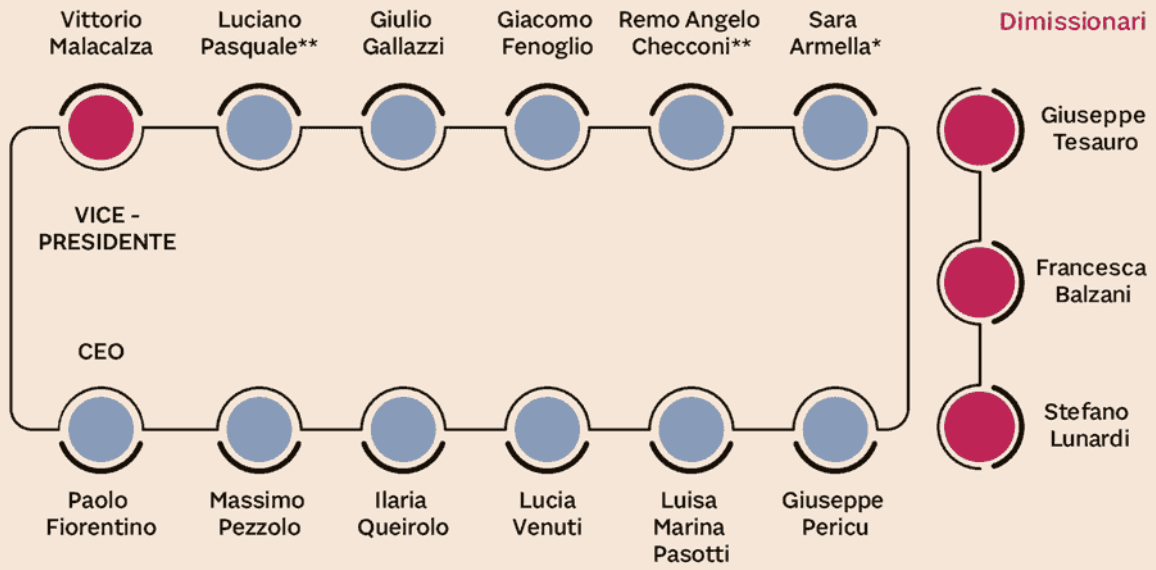 Vittorio
Malacalza
Luciano
Pasquale**
Giulio
Gallazzi
Giacomo
Fenoglio
Remo Angelo
Checconi**
Sara
Armella*
Dimissionari
Giuseppe
Tesauro
VICE -
PRESIDENTE
Francesca
Balzani
CEO
Stefano
Lunardi
Paolo
Fiorentino
Massimo
Pezzolo
Ilaria
Queirolo
Lucia
Venuti
Luisa
Marina
Pasotti
Giuseppe
Pericu